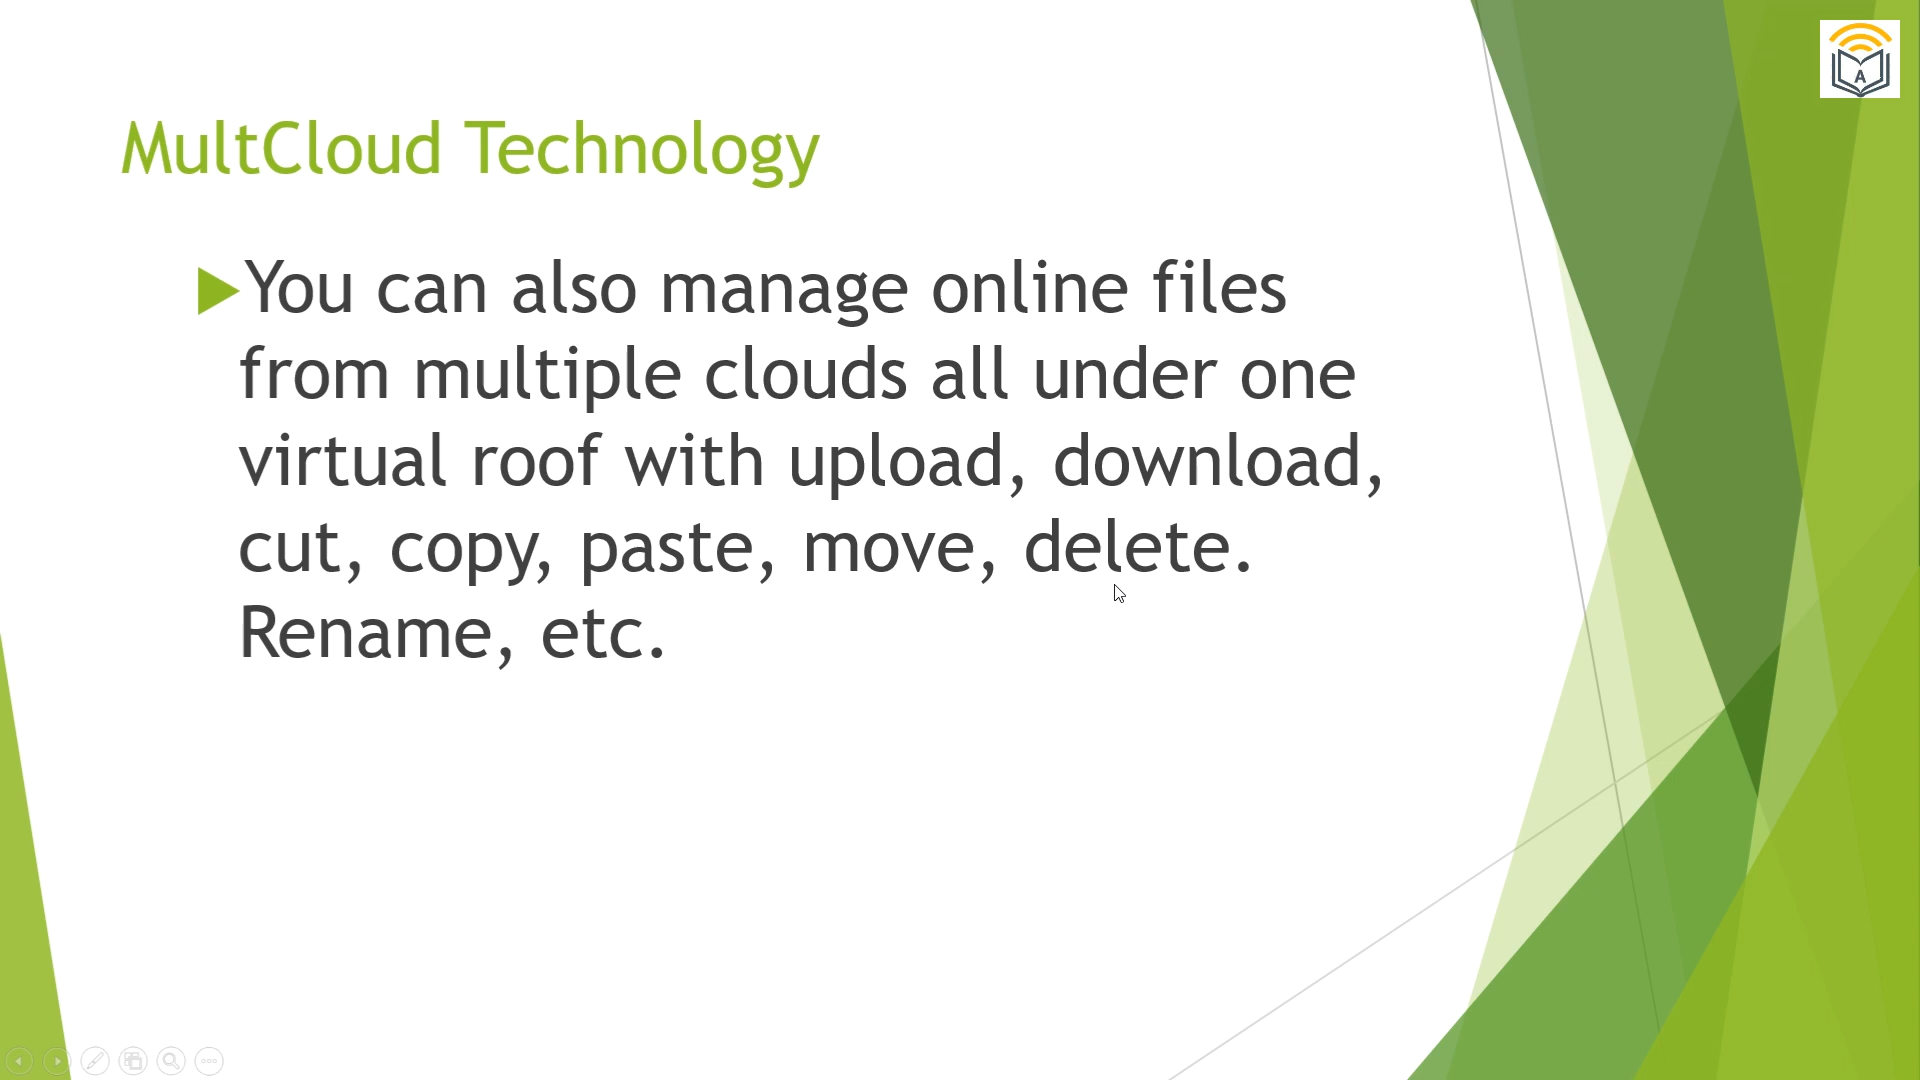 MultCloud Technology
You can also manage online files
from multiple clouds all under one
virtual roof with upload, download,
cut, copy, paste, move, delete.
Rename, etc.
A